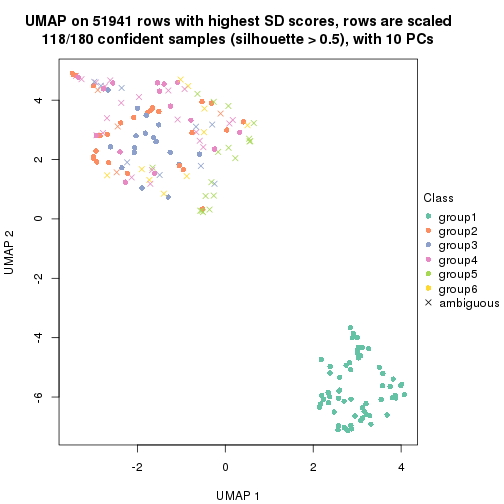 UMAP on 51941 rows with highest SD scores, rows are scaled
118/180 confident samples (silhouette > 0.5), with 10 PCs
4
2
0
-2
-4
-6
UMAP 2
-2
0
2
4
UMAP 1
Class
group1
group2
group3
group4
group5
group6
ambiguous